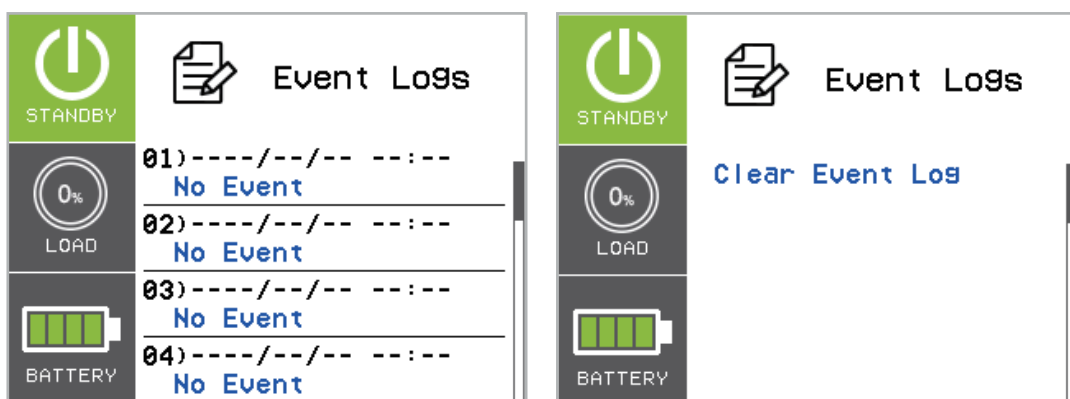 Event Logs
STANDBY
01)----/--/-- --:--
No Event
0%
02)----/--/-- --:--
LOAD
No Event
03)----/--/-- --:--
No Event
04)----/--/-- --:--
BATTERY
No Event
Event Logs
STANDBY
Clear Event Log
0%
LOAD
BATTERY